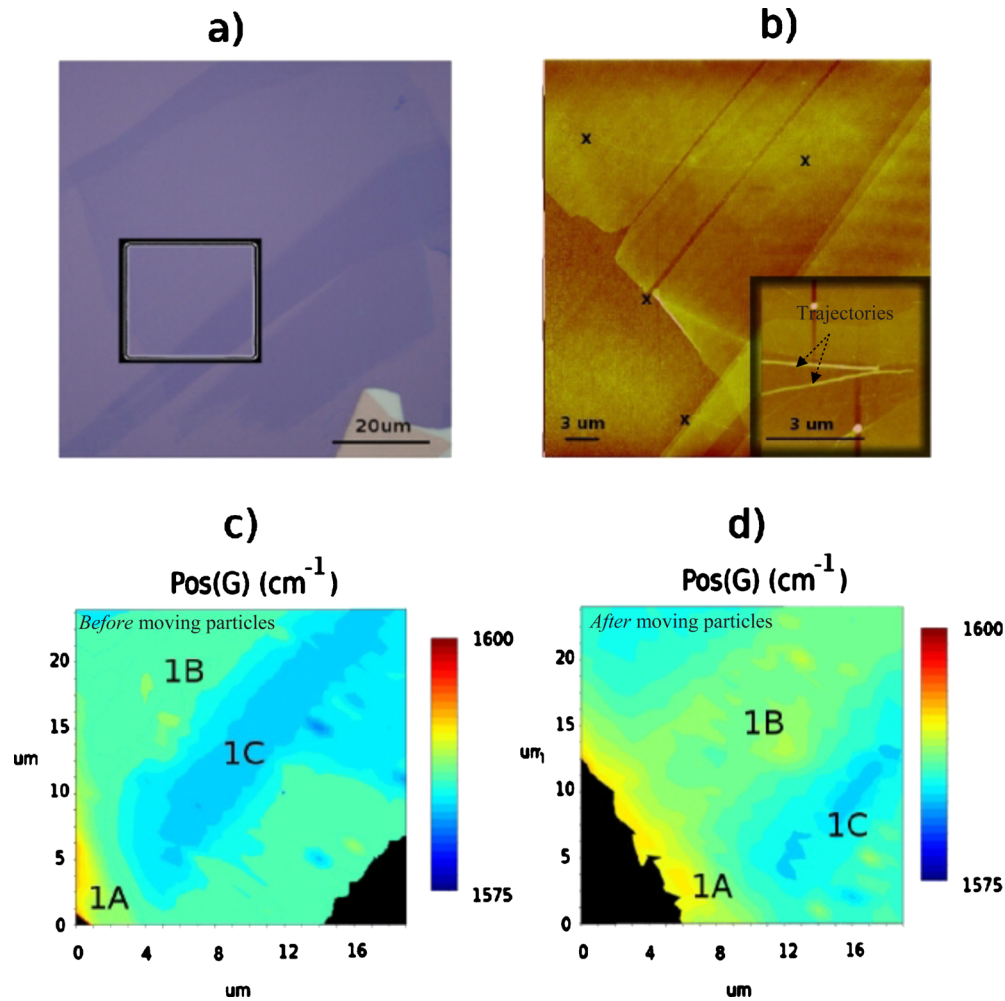 a)
20um
b)
x
x
x
x
Trajectories
3 um
3 um
c)
Pos(G) (cm⁻¹)
Before moving particles
1B
1C
1A
20
15
10
5
0
um
0 4 8 12 16
um
1600
1575
d)
Pos(G) (cm⁻¹)
After moving particles
1B
1C
1A
20
15
10
5
0
um
0 4 8 12 16
um
1600
1575